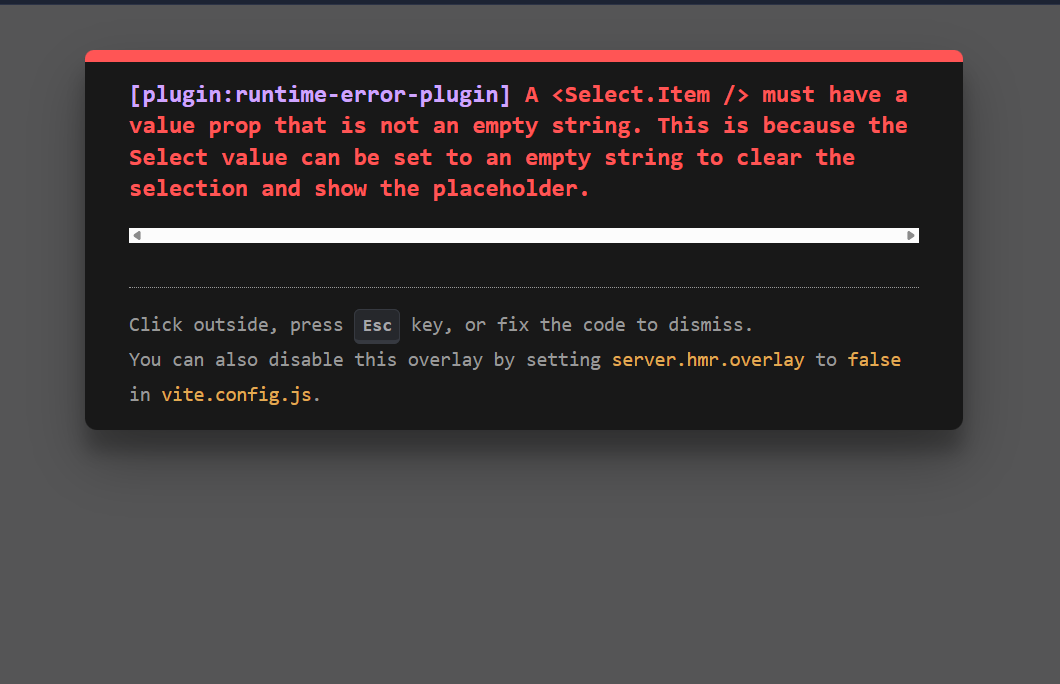 [plugin:runtime-error-plugin] A <Select.Item /> must have a
value prop that is not an empty string. This is because the
Select value can be set to an empty string to clear the
selection and show the placeholder.
Click outside, press Esc key, or fix the code to dismiss.
You can also disable this overlay by setting server.hmr.overlay to false
in vite.config.js.